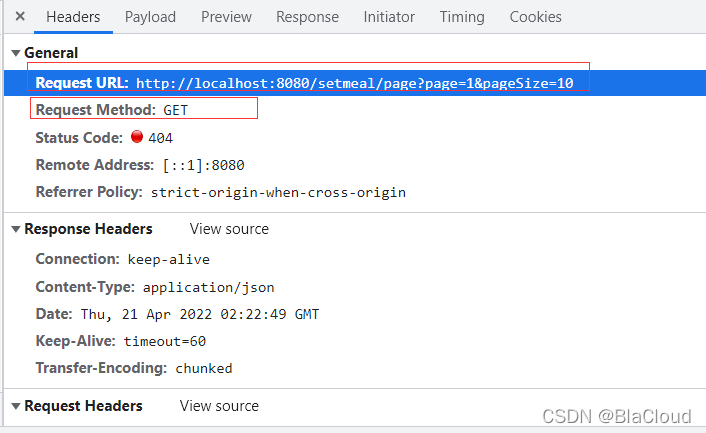 Headers Payload Preview Response Initiator Timing Cookies
General
Request URL: http://localhost:8080/setmeal/page?page=1&pageSize=10
Request Method: GET
Status Code: 404
Remote Address: [::1]:8080
Referrer Policy: strict-origin-when-cross-origin
Response Headers View source
Connection: keep-alive
Content-Type: application/json
Date: Thu, 21 Apr 2022 02:22:49 GMT
Keep-Alive: timeout=60
Transfer-Encoding: chunked
Request Headers View source
CSDN @BlaCloud